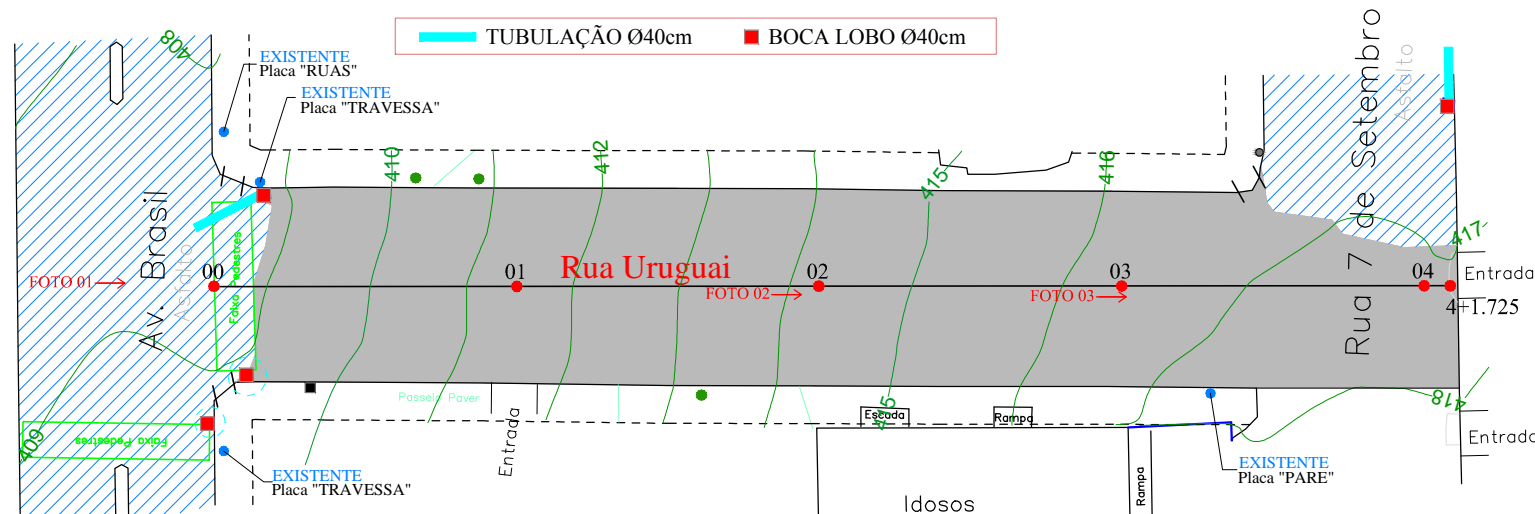 TUBULAÇÃO Ø40cm
BOCA LOBO Ø40cm
408
EXISTENTE
Placa "RUAS"
EXISTENTE
Placa "TRAVESSA"
410
412
415
416
Rua 7 de Setembro
Asfalto
417
Av. Brasil
Asfalto
Faixa Pedestres
FOTO 01
00
01
Rua Uruguai
0
FOTO 02
02
FOTO 03
03
04
Entrada
4+1.725
Passeio Paver
Entrada
415
Escada
Rampa
418
Entrada
409
Faixa Pedestres
EXISTENTE
Placa "TRAVESSA"
Rampa
EXISTENTE
Placa "PARE"
Idosos